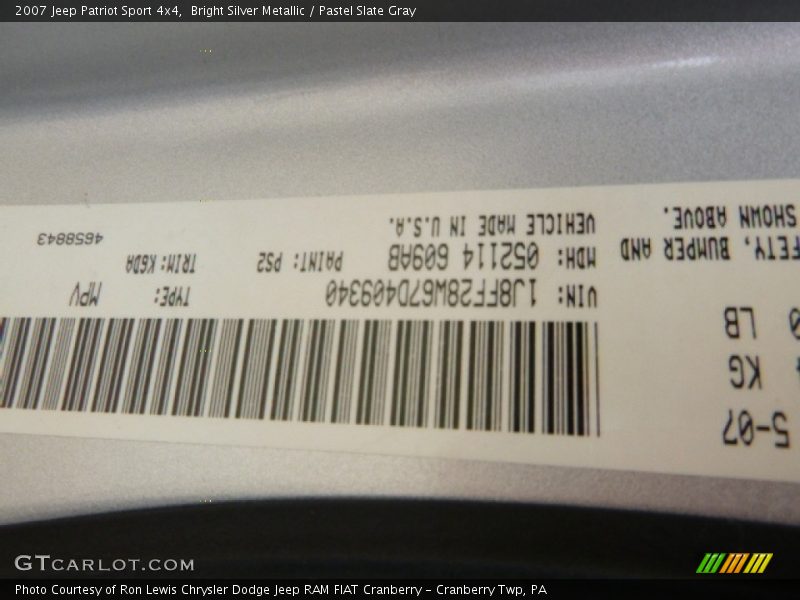 2007 Jeep Patriot Sport 4x4,  Bright Silver Metallic / Pastel Slate Gray
5-07
KG
0 LB
FETY, BUMPER AND
SHOWN ABOVE.
VIN: 1J8FF28W67D409340 TYPE: MPV
MDH: 052114 609AB PAINT: PS2 TRIM: K6DA
VEHICLE MADE IN U.S.A. 4658843
GTCARLOT.COM
Photo Courtesy of Ron Lewis Chrysler Dodge Jeep RAM FIAT Cranberry – Cranberry Twp, PA